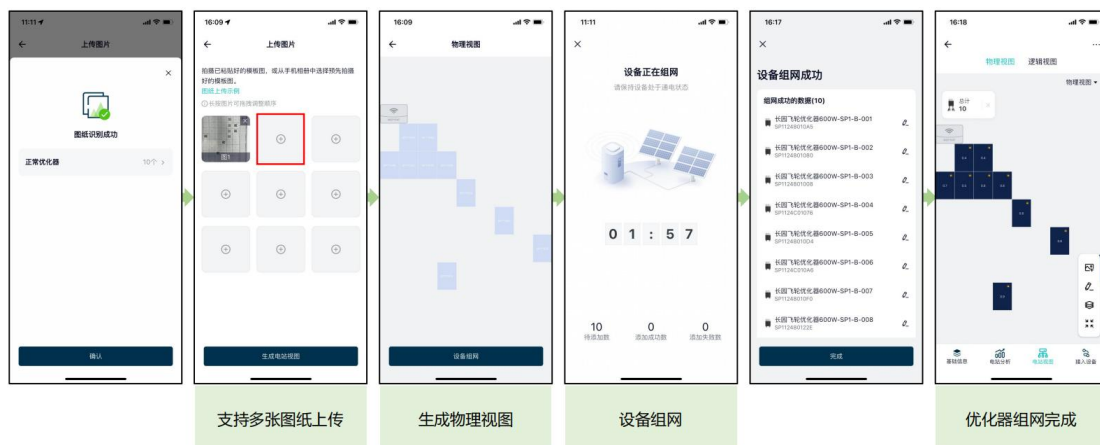 11:11
上传图片
图纸识别成功
正常优化器
10个 >
确认
16:09
上传图片
拍摄已粘贴好的模板图，或从手机相册中选择预先拍摄
好的模板图。
图纸上传示例
长按图片可拖拽调整顺序
图1
生成电站视图
支持多张图纸上传
16:09
物理视图
设备组网
生成物理视图
11:11
设备正在组网
请保持设备处于通电状态
01:57
10
0
0
待添加数
添加成功数
添加失败数
设备组网
16:17
设备组网成功
组网成功的数据(10)
长园飞轮优化器600W-SP1-B-001
长园飞轮优化器600W-SP1-B-002
SP1124B01080
长园飞轮优化器600W-SP1-B-003
SP1124B01008
长园飞轮优化器600W-SP1-B-004
SP1124C01076
长园飞轮优化器600W-SP1-B-005
SP1124B010D4
长园飞轮优化器600W-SP1-B-006
SP1124C010A6
长园飞轮优化器600W-SP1-B-007
SP1124B010F5
长园飞轮优化器600W-SP1-B-008
SP1124B0122E
完成
16:18
物理视图
逻辑视图
物理视图
总计
10
基础信息
电站分析
电站视图
接入设备
优化器组网完成